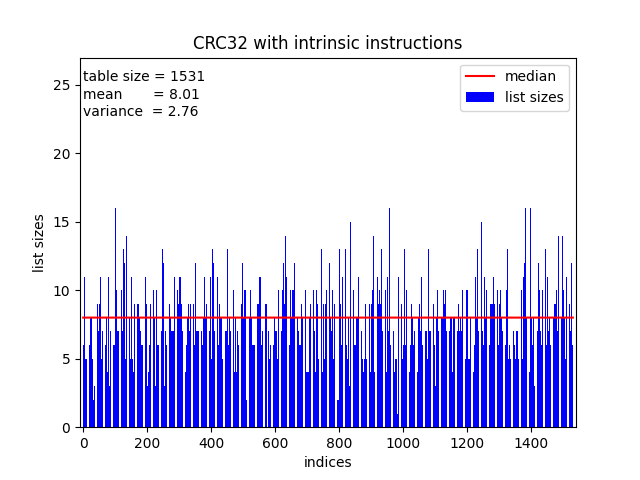 CRC32 with intrinsic instructions
table size = 1531
mean = 8.01
variance = 2.76
median
list sizes
25
20
15
10
5
0
list sizes
0 200 400 600 800 1000 1200 1400
indices